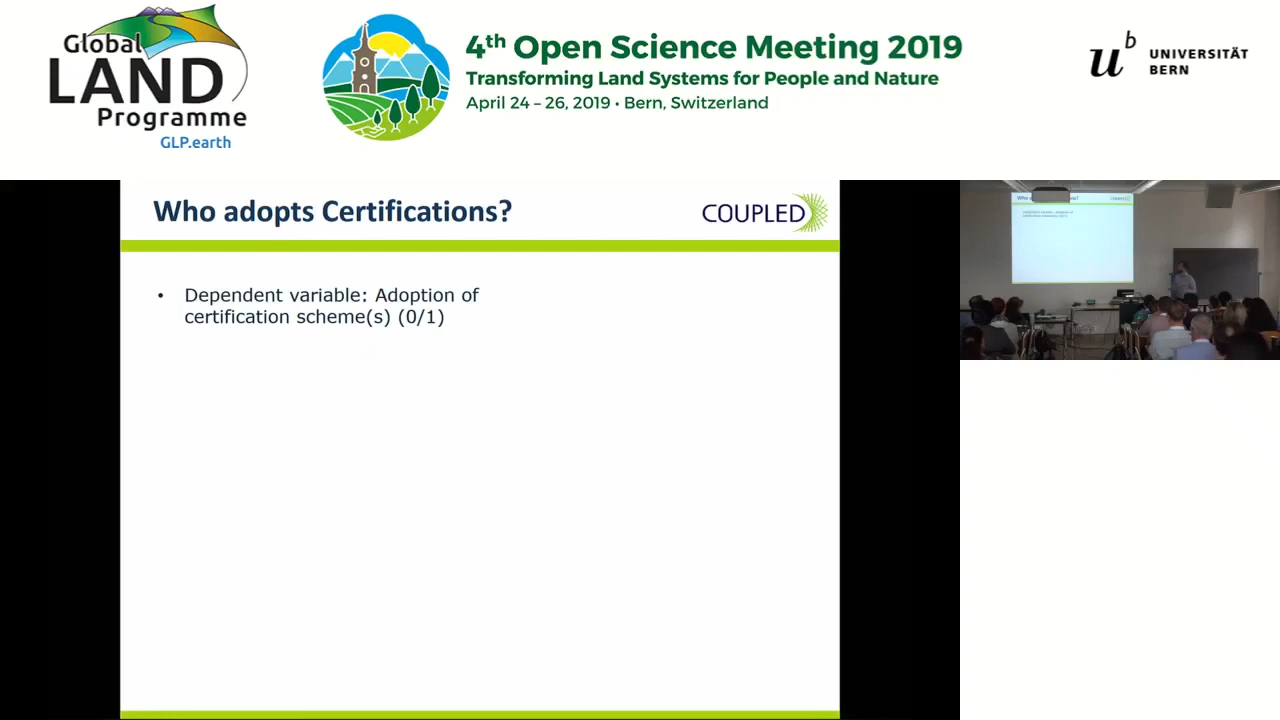 Global
LAND
Programme
GLP.earth
4th Open Science Meeting 2019
Transforming Land Systems for People and Nature
April 24 – 26, 2019 • Bern, Switzerland
u b
UNIVERSITÄT
BERN
Who adopts Certifications?
COUPLED
• Dependent variable: Adoption of
certification scheme(s) (0/1)